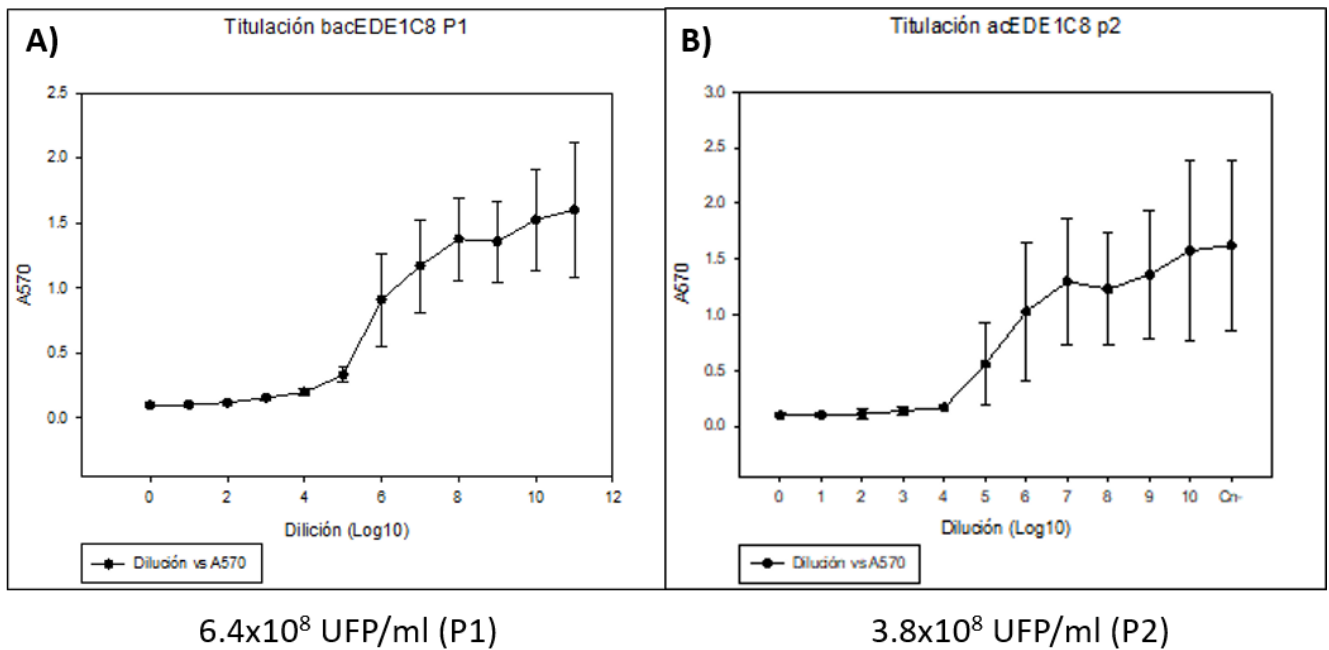 A)
Titulación bacEDE1C8 P1
2.5
2.0
1.5
1.0
0.5
0.0
A570
0 2 4 6 8 10 12
Dilición (Log10)
Dilución vs A570
6.4x10⁸ UFP/ml (P1)
B)
Titulación acEDE1C8 p2
3.0
2.5
2.0
1.5
1.0
0.5
0.0
A570
0 1 2 3 4 5 6 7 8 9 10 Cn-
Dilución (Log10)
Dilución vs A570
3.8x10⁸ UFP/ml (P2)